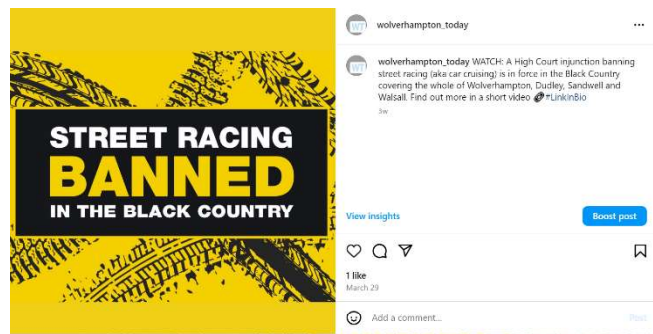 STREET RACING
BANNED
IN THE BLACK COUNTRY
WT
wolverhampton_today
WT
wolverhampton_today WATCH: A High Court injunction banning
street racing (aka car cruising) is in force in the Black Country
covering the whole of Wolverhampton, Dudley, Sandwell and
Walsall. Find out more in a short video #LinkInBio
3w
View insights
Boost post
1 like
March 29
Add a comment...
Post